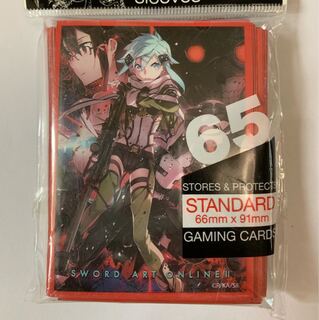 sleeves
65
STORES & PROTECTS
STANDARD
66mm x 91mm
GAMING CARDS
SWORD ART ONLINE II